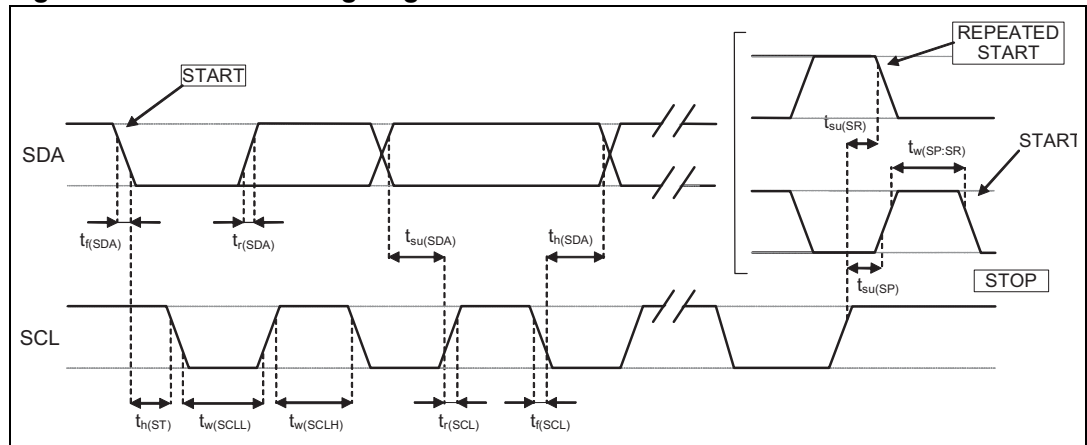 REPEATED
START
START
t_su(SR)
t_w(SP:SR)
START
SDA
t_f(SDA)
t_r(SDA)
t_su(SDA)
t_h(SDA)
t_su(SP)
STOP
SCL
t_h(ST)
t_w(SCLL)
t_w(SCLH)
t_r(SCL)
t_f(SCL)